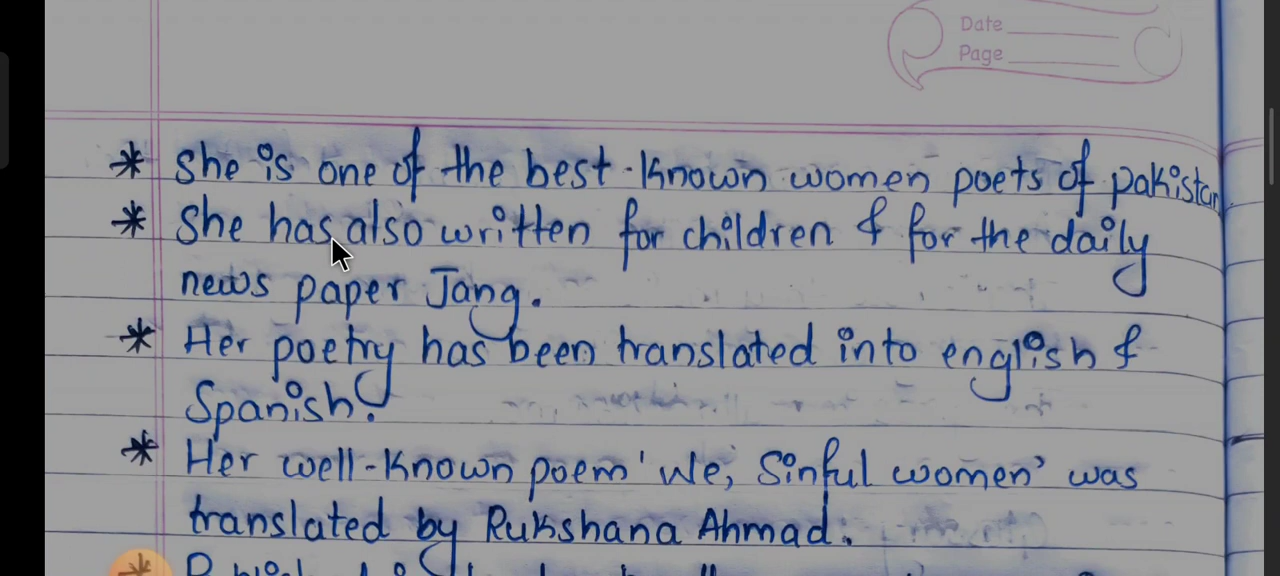 Date
Page
* She is one of the best-known women poets of pakistan
* She has also written for children & for the daily
news paper Jang.
* Her poetry has been translated into english &
Spanish.
* Her well-known poem 'We, Sinful women' was
translated by Rukshana Ahmad.
*